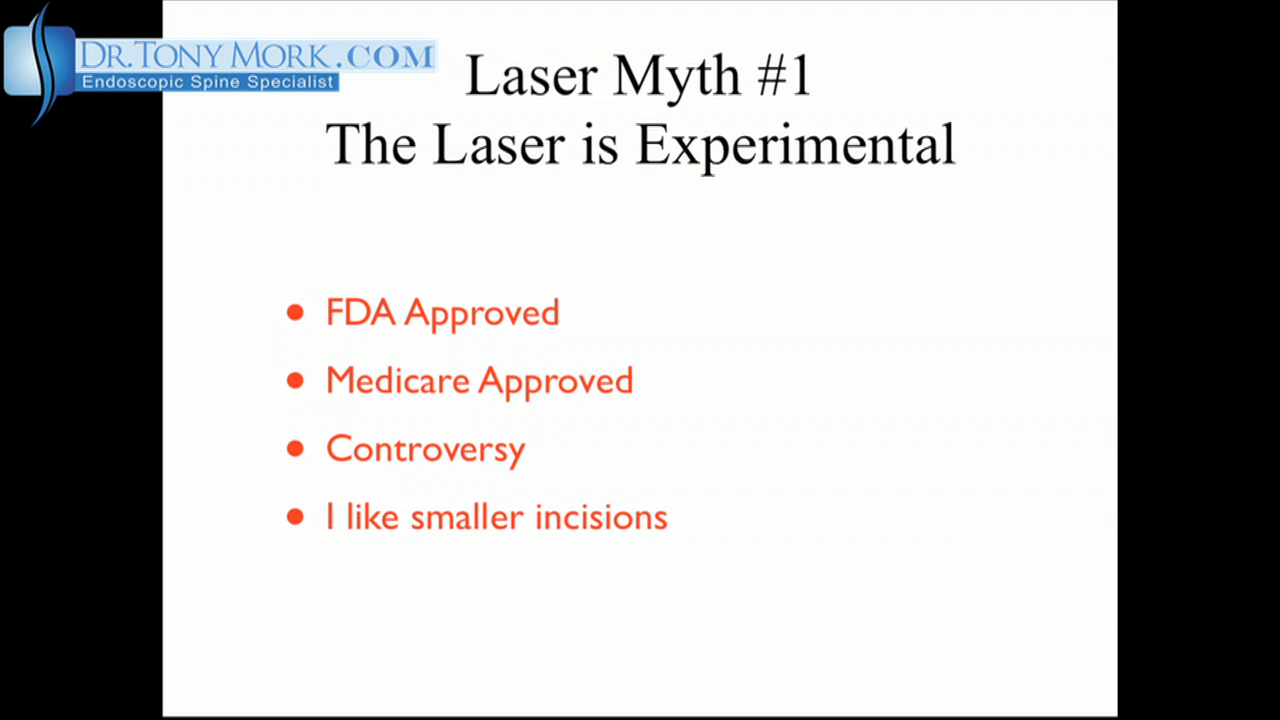 DR. TONY MORK.COM
Endoscopic Spine Specialist
Laser Myth #1
The Laser is Experimental
• FDA Approved
• Medicare Approved
• Controversy
• I like smaller incisions